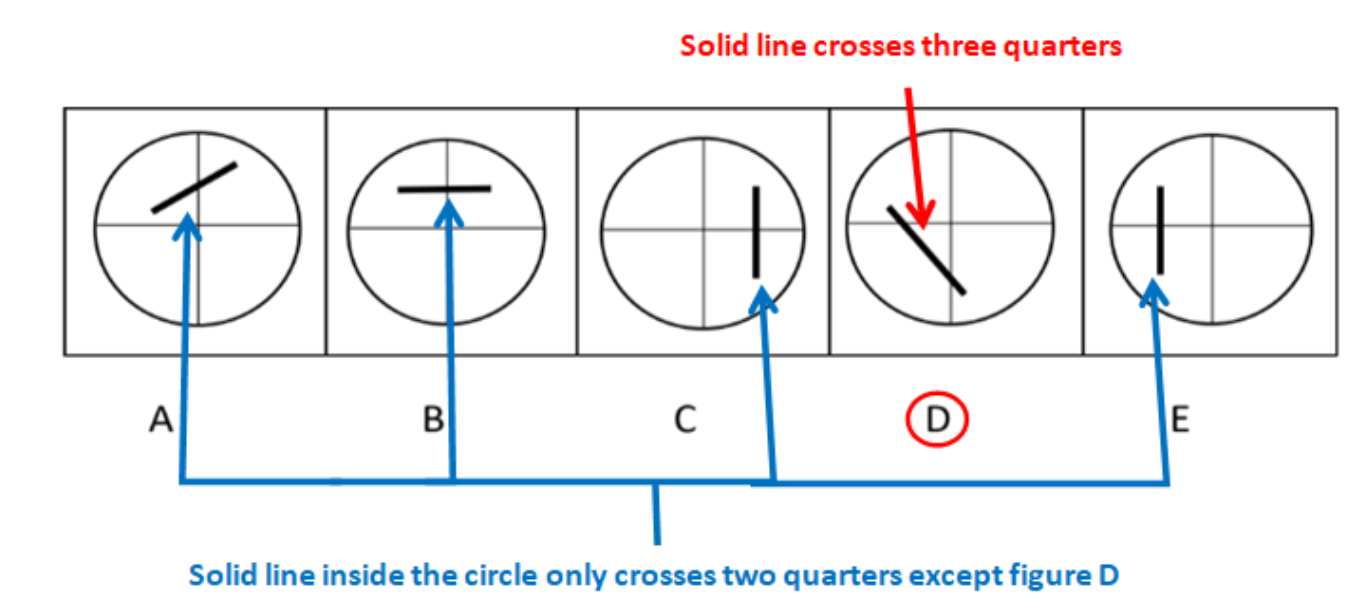 Solid line crosses three quarters
A B C D E
Solid line inside the circle only crosses two quarters except figure D